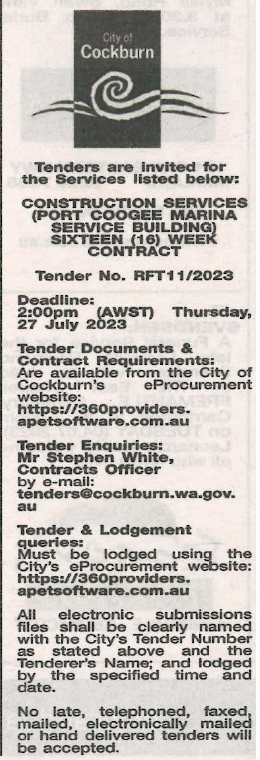 City of
Cockburn
Tenders are invited for
the Services listed below:
CONSTRUCTION SERVICES
(PORT COOGEE MARINA
SERVICE BUILDING)
SIXTEEN (16) WEEK
CONTRACT
Tender No. RFT11/2023
Deadline:
2:00pm (AWST) Thursday,
27 July 2023
Tender Documents &
Contract Requirements:
Are available from the City of
Cockburn's eProcurement
website:
https://360providers.
apetsoftware.com.au
Tender Enquiries:
Mr Stephen White,
Contracts Officer
by e-mail:
tenders@cockburn.wa.gov.
au
Tender & Lodgement
queries:
Must be lodged using the
City's eProcurement website:
https://360providers.
apetsoftware.com.au
All electronic submissions
files shall be clearly named
with the City's Tender Number
as stated above and the
Tenderer's Name; and lodged
by the specified time and
date.
No late, telephoned, faxed,
mailed, electronically mailed
or hand delivered tenders will
be accepted.